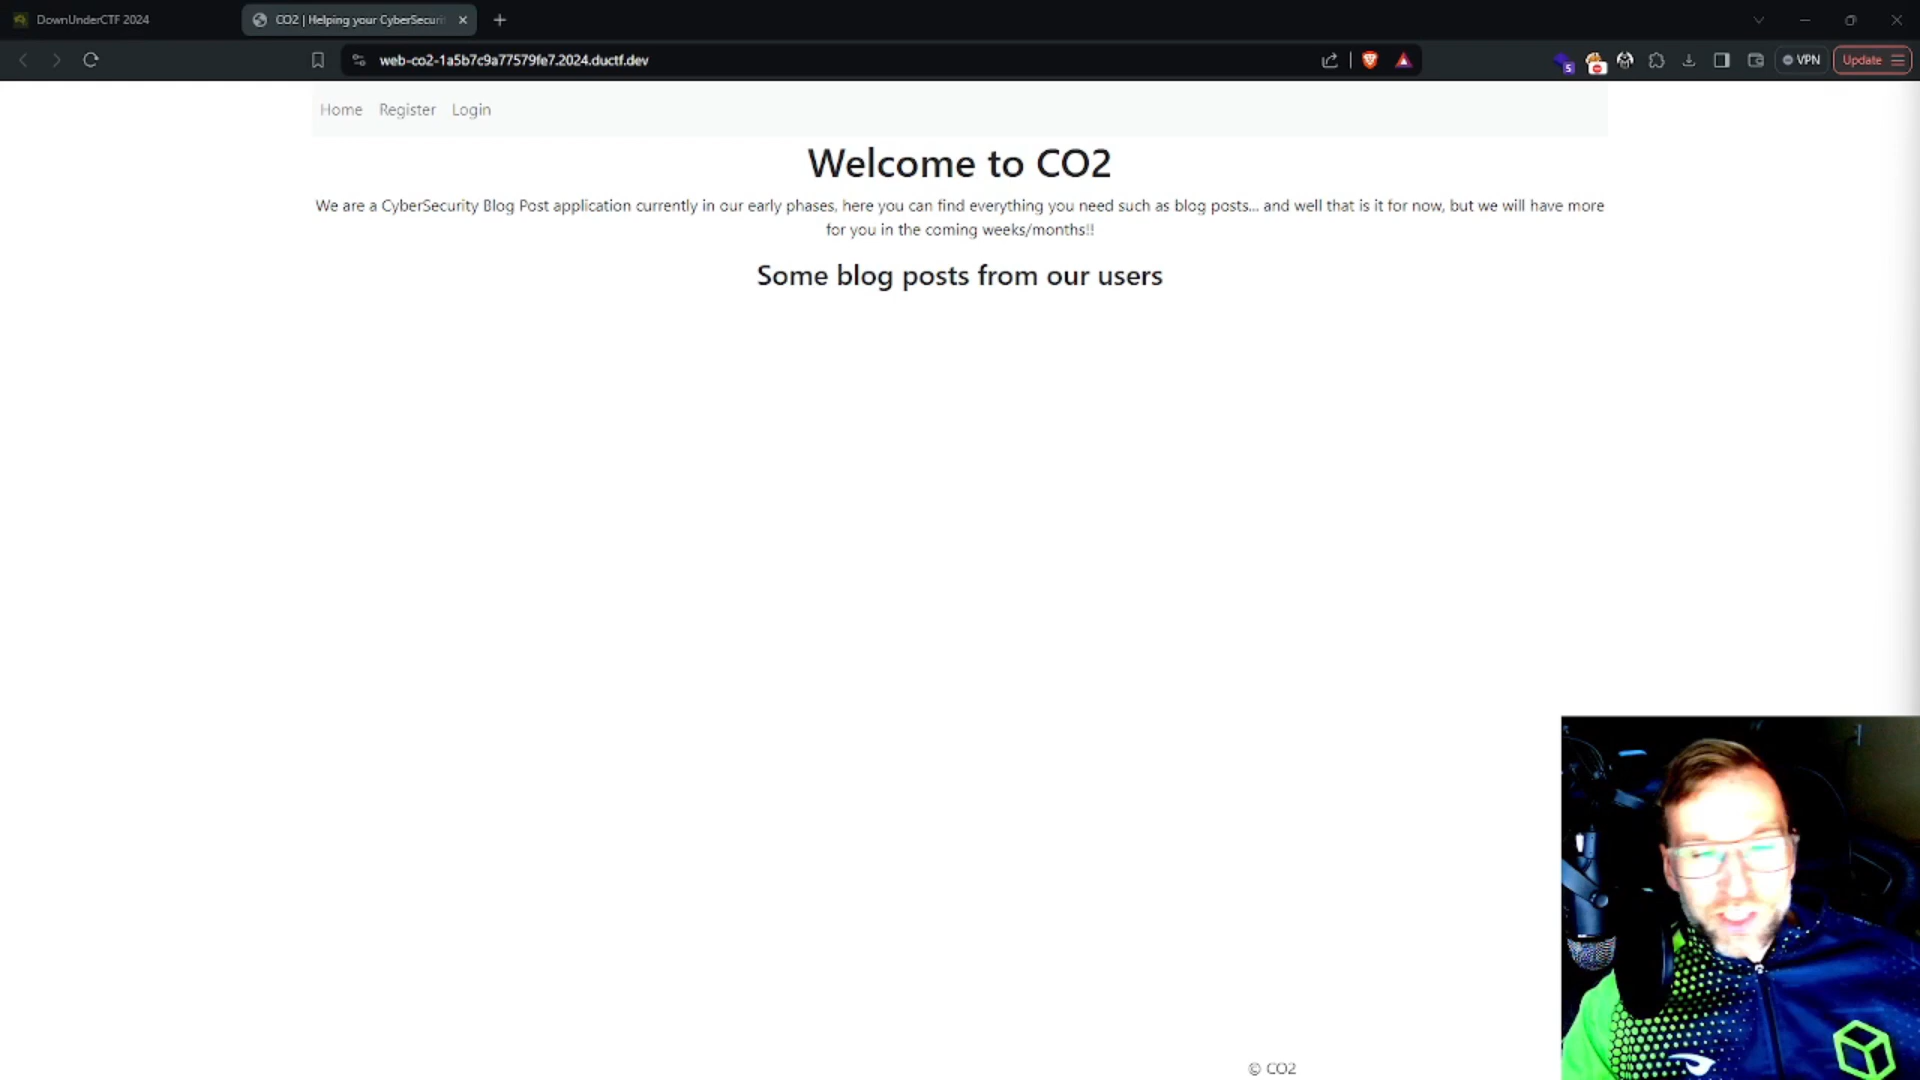 DownUnderCTF 2024
CO2 | Helping your CyberSecuri
web-co2-1a5b7c9a77579fe7.2024.ductf.dev
5
VPN
Update
Home Register Login
Welcome to CO2
We are a CyberSecurity Blog Post application currently in our early phases, here you can find everything you need such as blog posts... and well that is it for now, but we will have more
for you in the coming weeks/months!!
Some blog posts from our users
© CO2